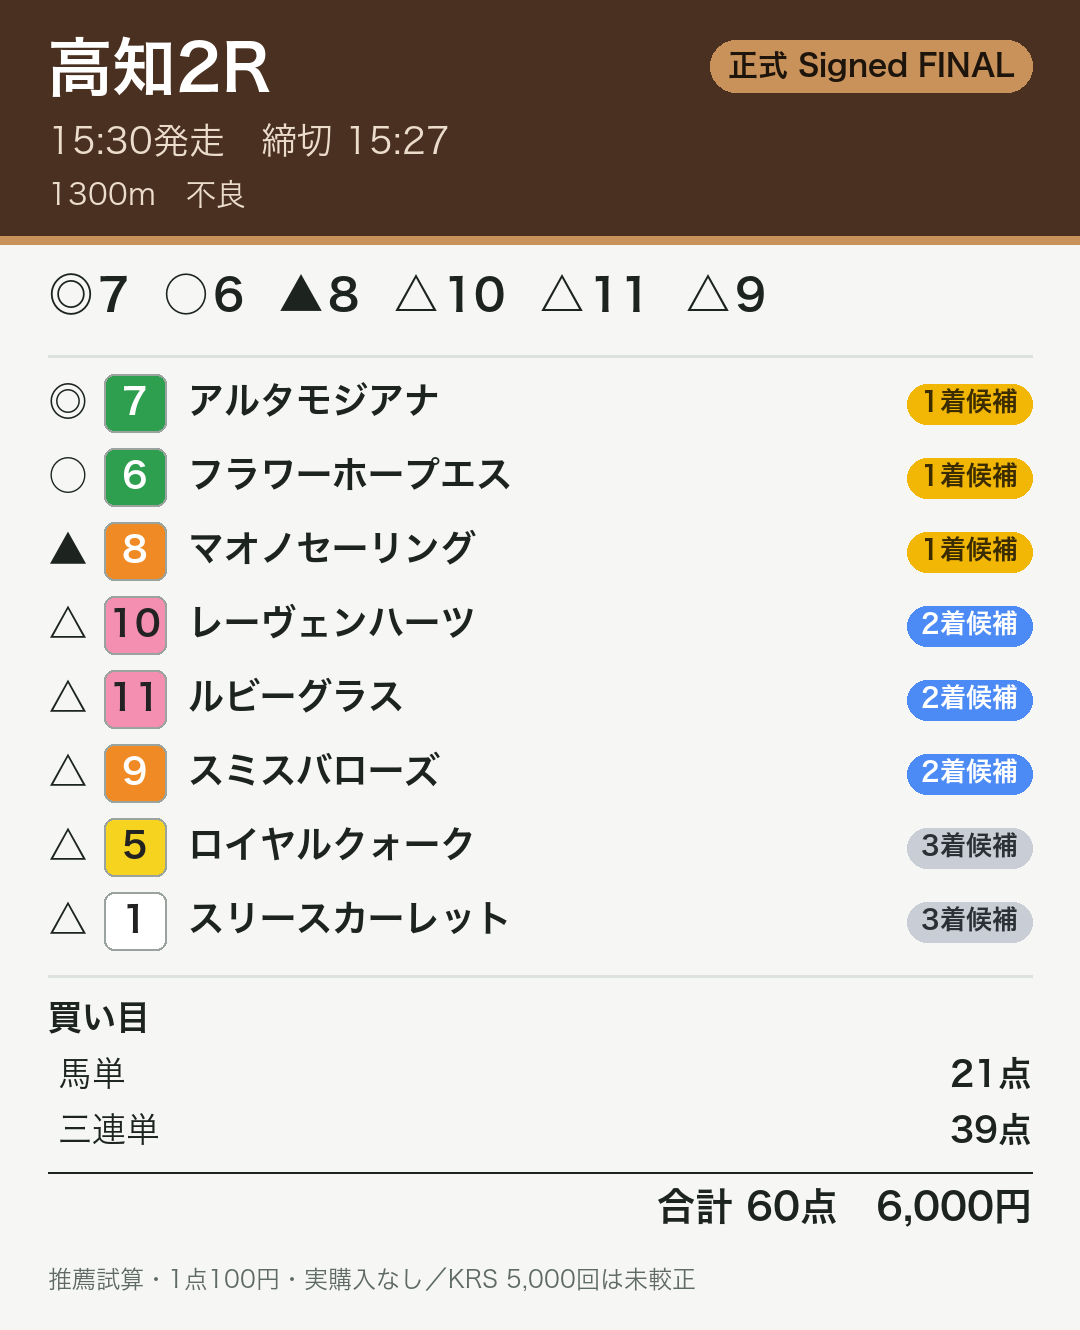 高知2R
正式 Signed FINAL
15:30発走　締切 15:27
1300m　不良
◎7 ○6 ▲8 △10 △11 △9
◎ 7 アルタモジアナ 1着候補
○ 6 フラワーホープエス 1着候補
▲ 8 マオノセーリング 1着候補
△ 10 レーヴェンハーツ 2着候補
△ 11 ルビーグラス 2着候補
△ 9 スミスバローズ 2着候補
△ 5 ロイヤルクォーク 3着候補
△ 1 スリースカーレット 3着候補
買い目
馬単 21点
三連単 39点
合計 60点　6,000円
推薦試算・1点100円・実購入なし／KRS 5,000回は未較正